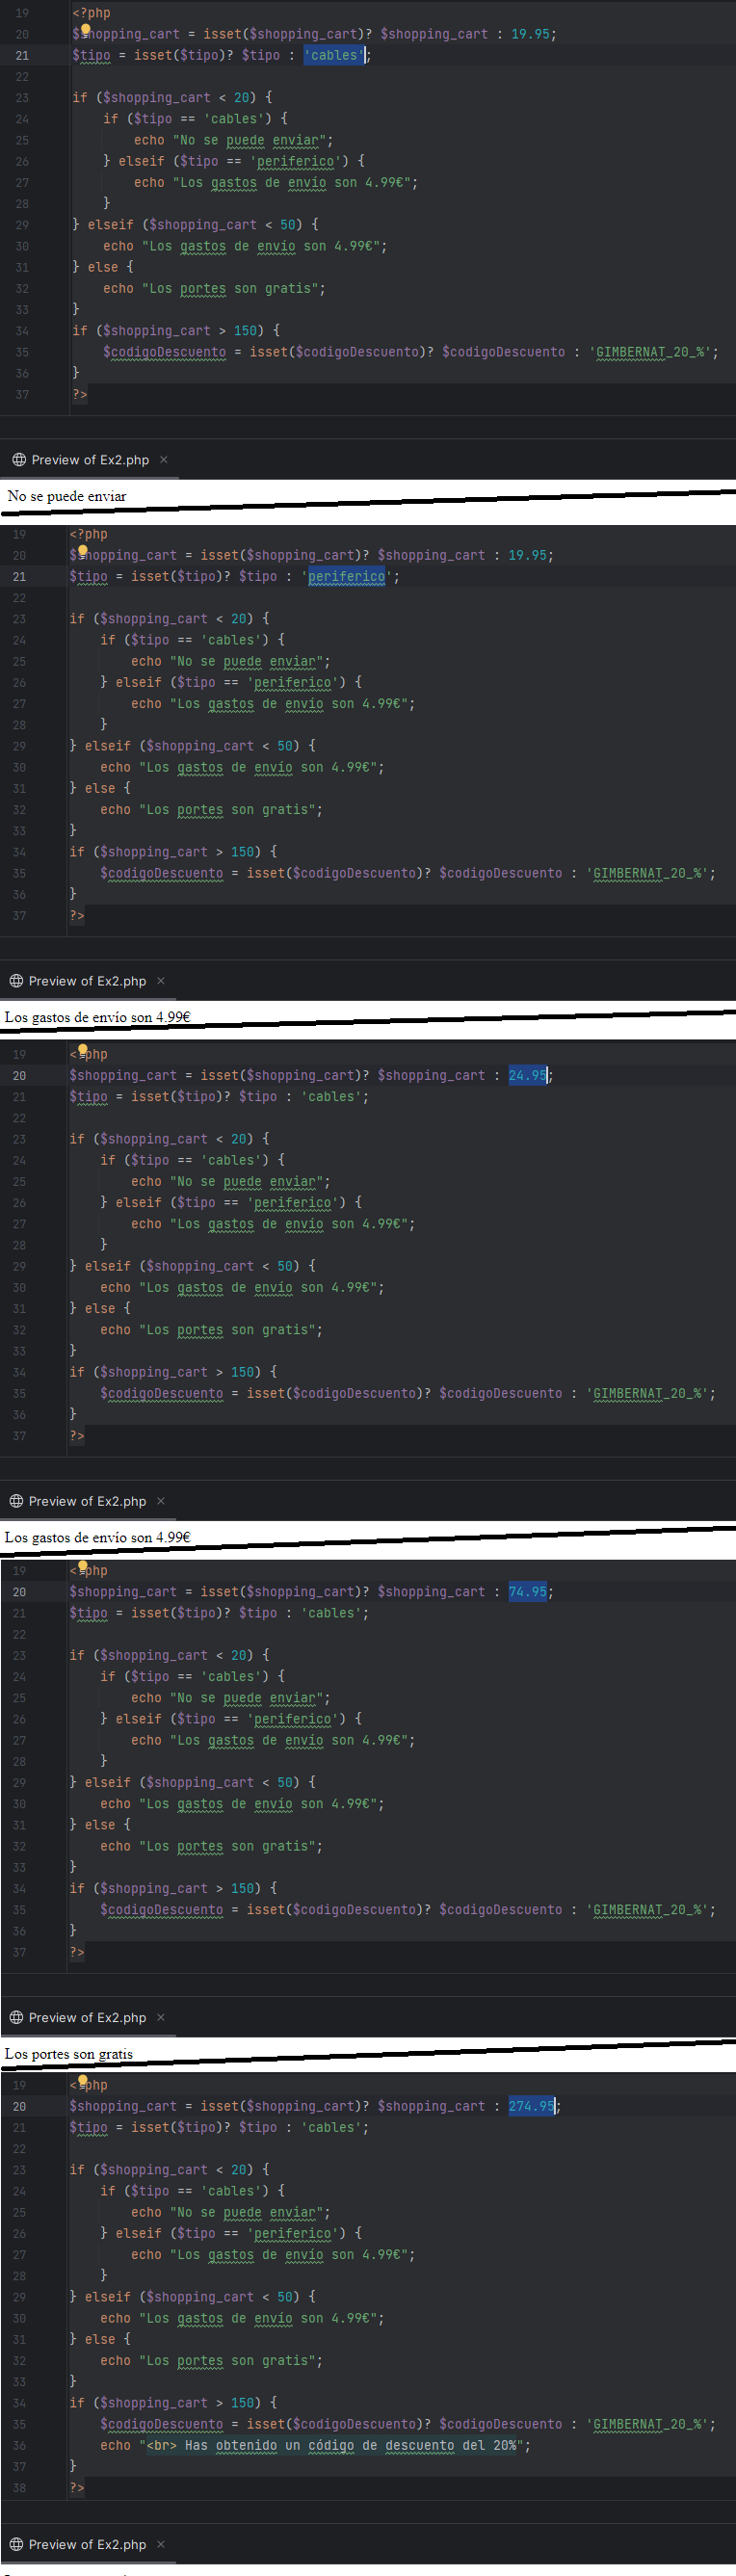 19 <?php
20 $shopping_cart = isset($shopping_cart)? $shopping_cart : 19.95;
21 $tipo = isset($tipo)? $tipo : 'cables';
22
23 if ($shopping_cart < 20) {
24 if ($tipo == 'cables') {
25 echo "No se puede enviar";
26 } elseif ($tipo == 'periferico') {
27 echo "Los gastos de envío son 4.99€";
28 }
29 } elseif ($shopping_cart < 50) {
30 echo "Los gastos de envío son 4.99€";
31 } else {
32 echo "Los portes son gratis";
33 }
34 if ($shopping_cart > 150) {
35 $codigoDescuento = isset($codigoDescuento)? $codigoDescuento : 'GIMBERNAT_20_%';
36 }
37 ?>
Preview of Ex2.php ×
No se puede enviar
19 <?php
20 $shopping_cart = isset($shopping_cart)? $shopping_cart : 19.95;
21 $tipo = isset($tipo)? $tipo : 'periferico';
22
23 if ($shopping_cart < 20) {
24 if ($tipo == 'cables') {
25 echo "No se puede enviar";
26 } elseif ($tipo == 'periferico') {
27 echo "Los gastos de envío son 4.99€";
28 }
29 } elseif ($shopping_cart < 50) {
30 echo "Los gastos de envío son 4.99€";
31 } else {
32 echo "Los portes son gratis";
33 }
34 if ($shopping_cart > 150) {
35 $codigoDescuento = isset($codigoDescuento)? $codigoDescuento : 'GIMBERNAT_20_%';
36 }
37 ?>
Preview of Ex2.php ×
Los gastos de envío son 4.99€
19 <?php
20 $shopping_cart = isset($shopping_cart)? $shopping_cart : 24.95;
21 $tipo = isset($tipo)? $tipo : 'cables';
22
23 if ($shopping_cart < 20) {
24 if ($tipo == 'cables') {
25 echo "No se puede enviar";
26 } elseif ($tipo == 'periferico') {
27 echo "Los gastos de envío son 4.99€";
28 }
29 } elseif ($shopping_cart < 50) {
30 echo "Los gastos de envío son 4.99€";
31 } else {
32 echo "Los portes son gratis";
33 }
34 if ($shopping_cart > 150) {
35 $codigoDescuento = isset($codigoDescuento)? $codigoDescuento : 'GIMBERNAT_20_%';
36 }
37 ?>
Preview of Ex2.php ×
Los gastos de envío son 4.99€
19 <?php
20 $shopping_cart = isset($shopping_cart)? $shopping_cart : 74.95;
21 $tipo = isset($tipo)? $tipo : 'cables';
22
23 if ($shopping_cart < 20) {
24 if ($tipo == 'cables') {
25 echo "No se puede enviar";
26 } elseif ($tipo == 'periferico') {
27 echo "Los gastos de envío son 4.99€";
28 }
29 } elseif ($shopping_cart < 50) {
30 echo "Los gastos de envío son 4.99€";
31 } else {
32 echo "Los portes son gratis";
33 }
34 if ($shopping_cart > 150) {
35 $codigoDescuento = isset($codigoDescuento)? $codigoDescuento : 'GIMBERNAT_20_%';
36 }
37 ?>
Preview of Ex2.php ×
Los portes son gratis
19 <?php
20 $shopping_cart = isset($shopping_cart)? $shopping_cart : 274.95;
21 $tipo = isset($tipo)? $tipo : 'cables';
22
23 if ($shopping_cart < 20) {
24 if ($tipo == 'cables') {
25 echo "No se puede enviar";
26 } elseif ($tipo == 'periferico') {
27 echo "Los gastos de envío son 4.99€";
28 }
29 } elseif ($shopping_cart < 50) {
30 echo "Los gastos de envío son 4.99€";
31 } else {
32 echo "Los portes son gratis";
33 }
34 if ($shopping_cart > 150) {
35 $codigoDescuento = isset($codigoDescuento)? $codigoDescuento : 'GIMBERNAT_20_%';
36 echo "<br> Has obtenido un código de descuento del 20%";
37 }
38 ?>
Preview of Ex2.php ×